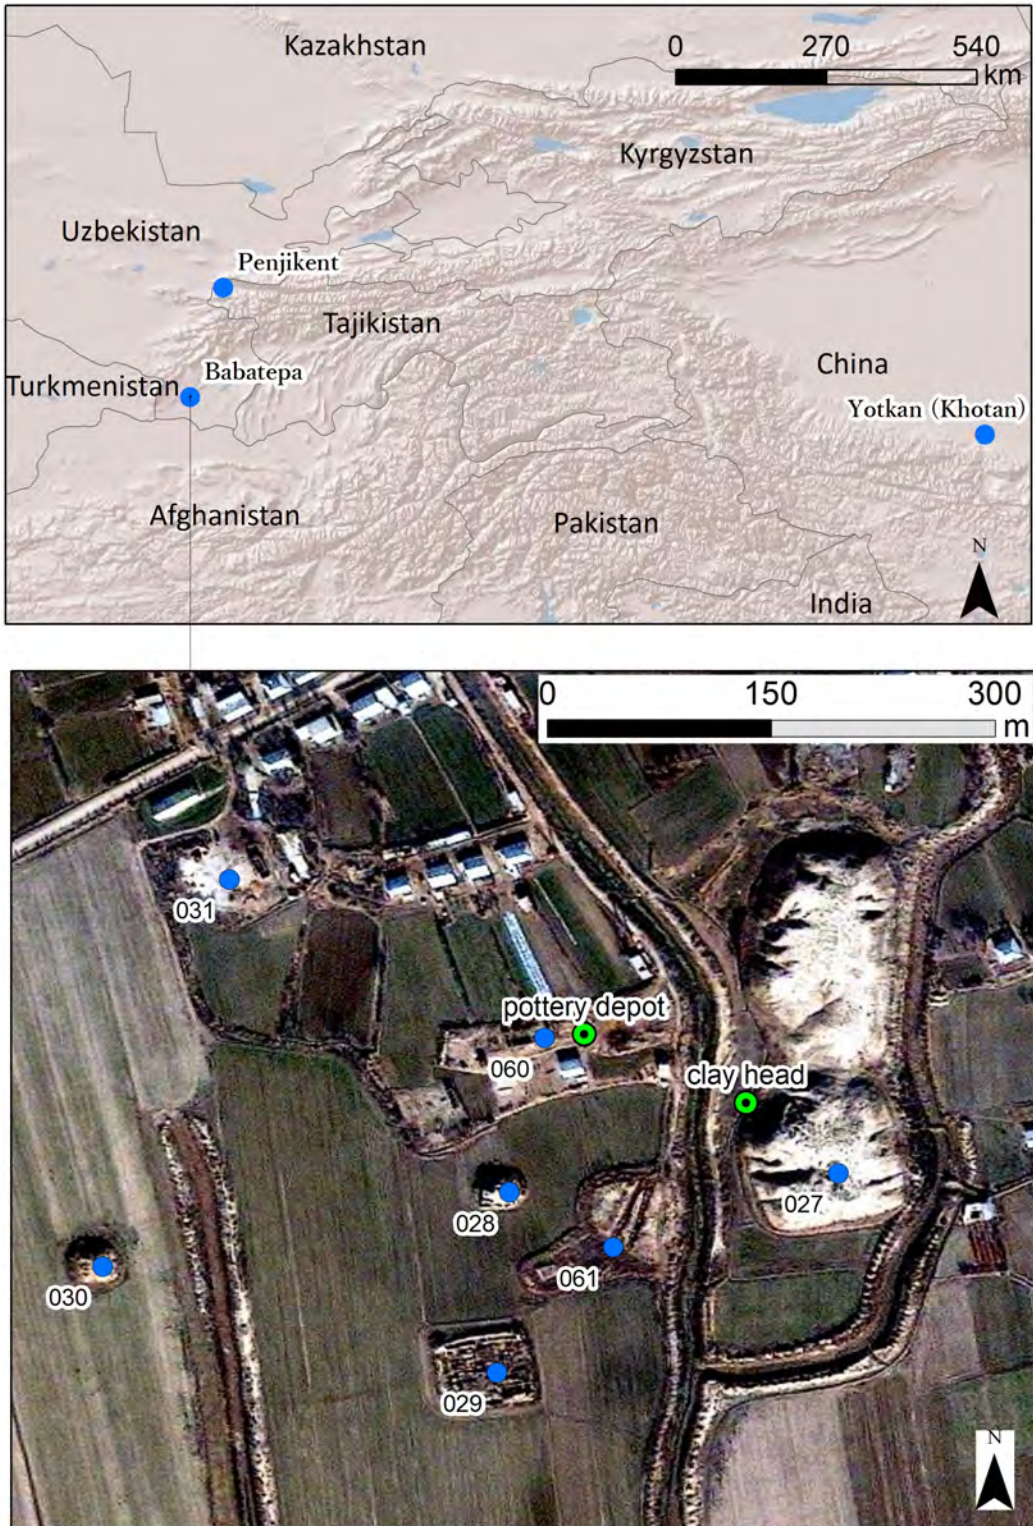 Kazakhstan
0 270 540
km
Kyrgyzstan
Uzbekistan
Penjikent
Tajikistan
China
Turkmenistan
Babatepa
Yotkan (Khotan)
Afghanistan
Pakistan
N
India
0 150 300
m
031
pottery depot
060
clay head
028
027
061
030
029
N